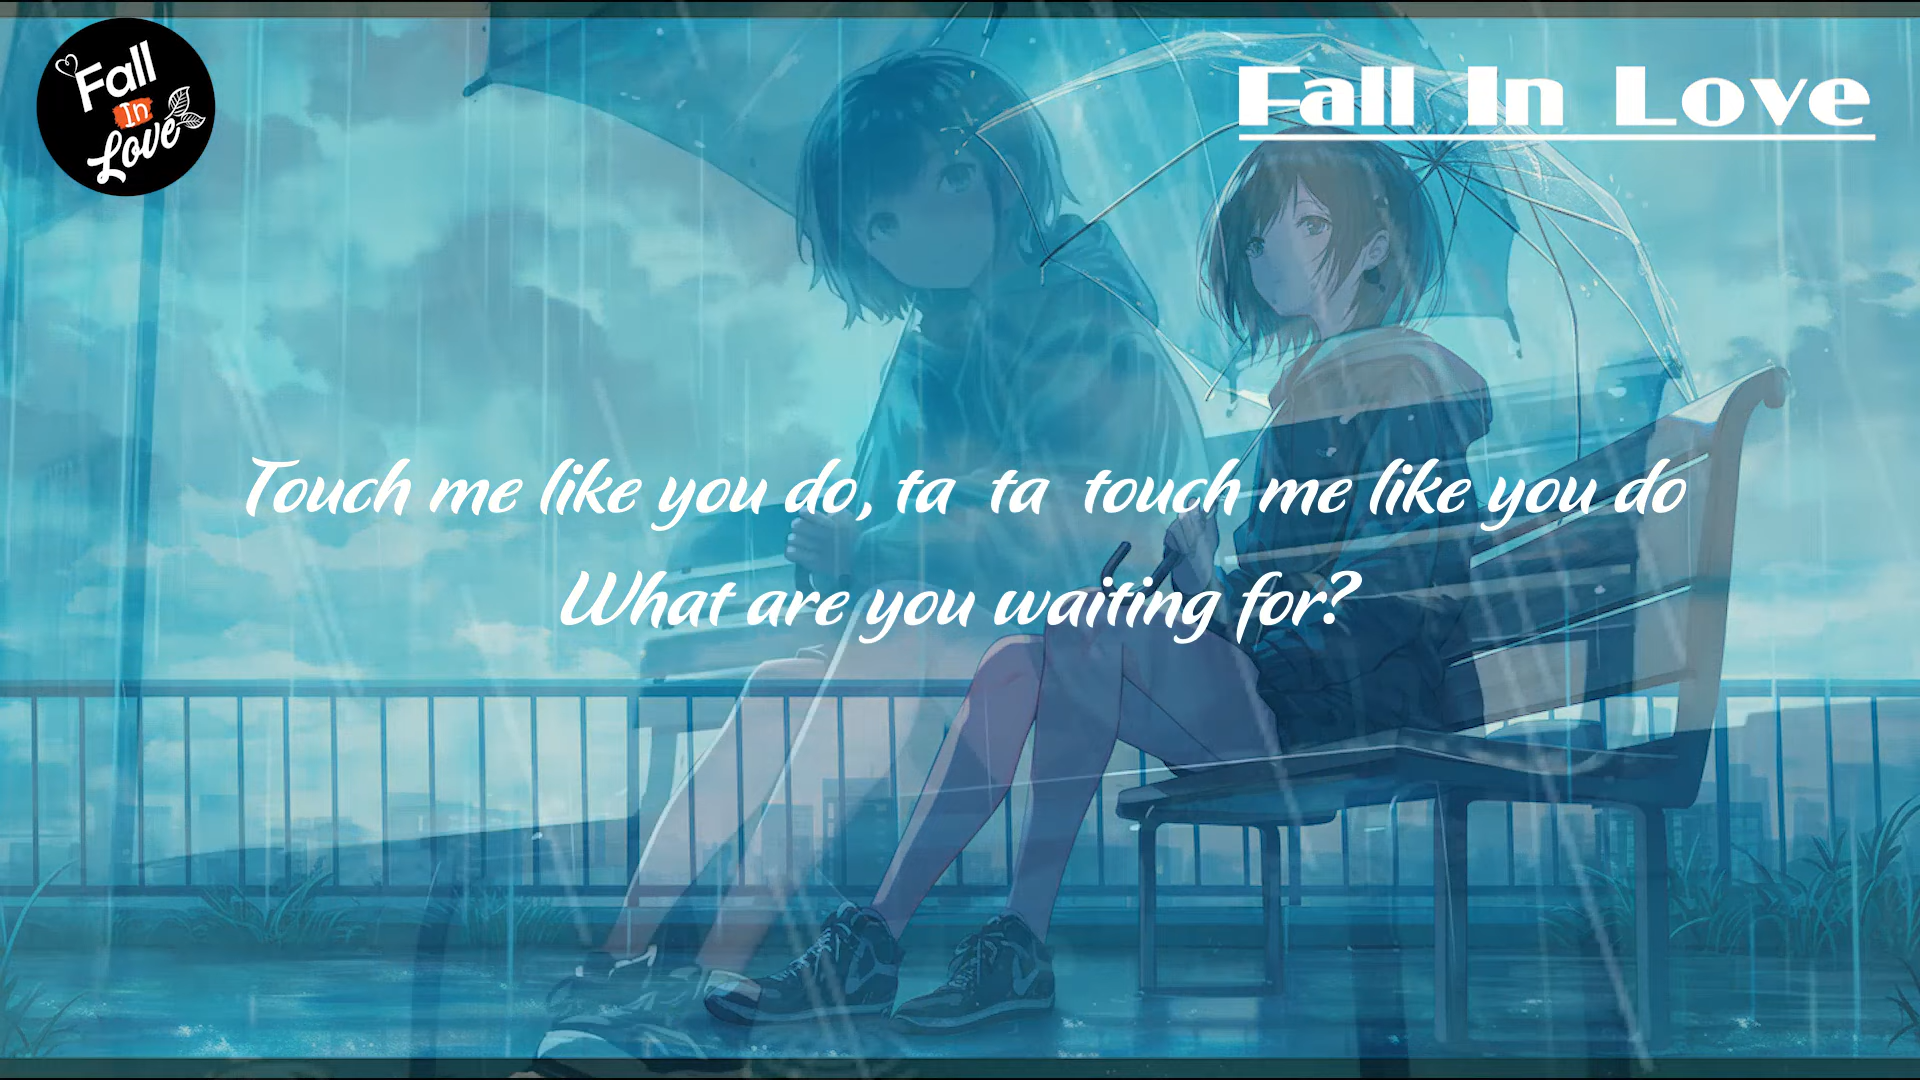 Fall
In
Love
Fall In Love
Touch me like you do, ta ta touch me like you do
What are you waiting for?